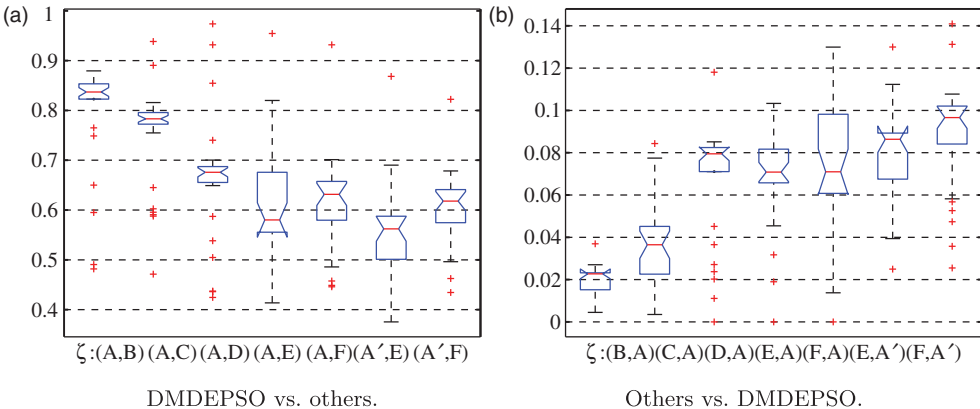 (a)
1
0.9
0.8
0.7
0.6
0.5
0.4
ζ:(A,B) (A,C) (A,D) (A,E) (A,F)(A′,E) (A′,F)
DMDEPSO vs. others.
(b)
0.14
0.12
0.1
0.08
0.06
0.04
0.02
0
ζ:(B,A)(C,A)(D,A)(E,A) (F,A)(E,A′)(F,A′)
Others vs. DMDEPSO.